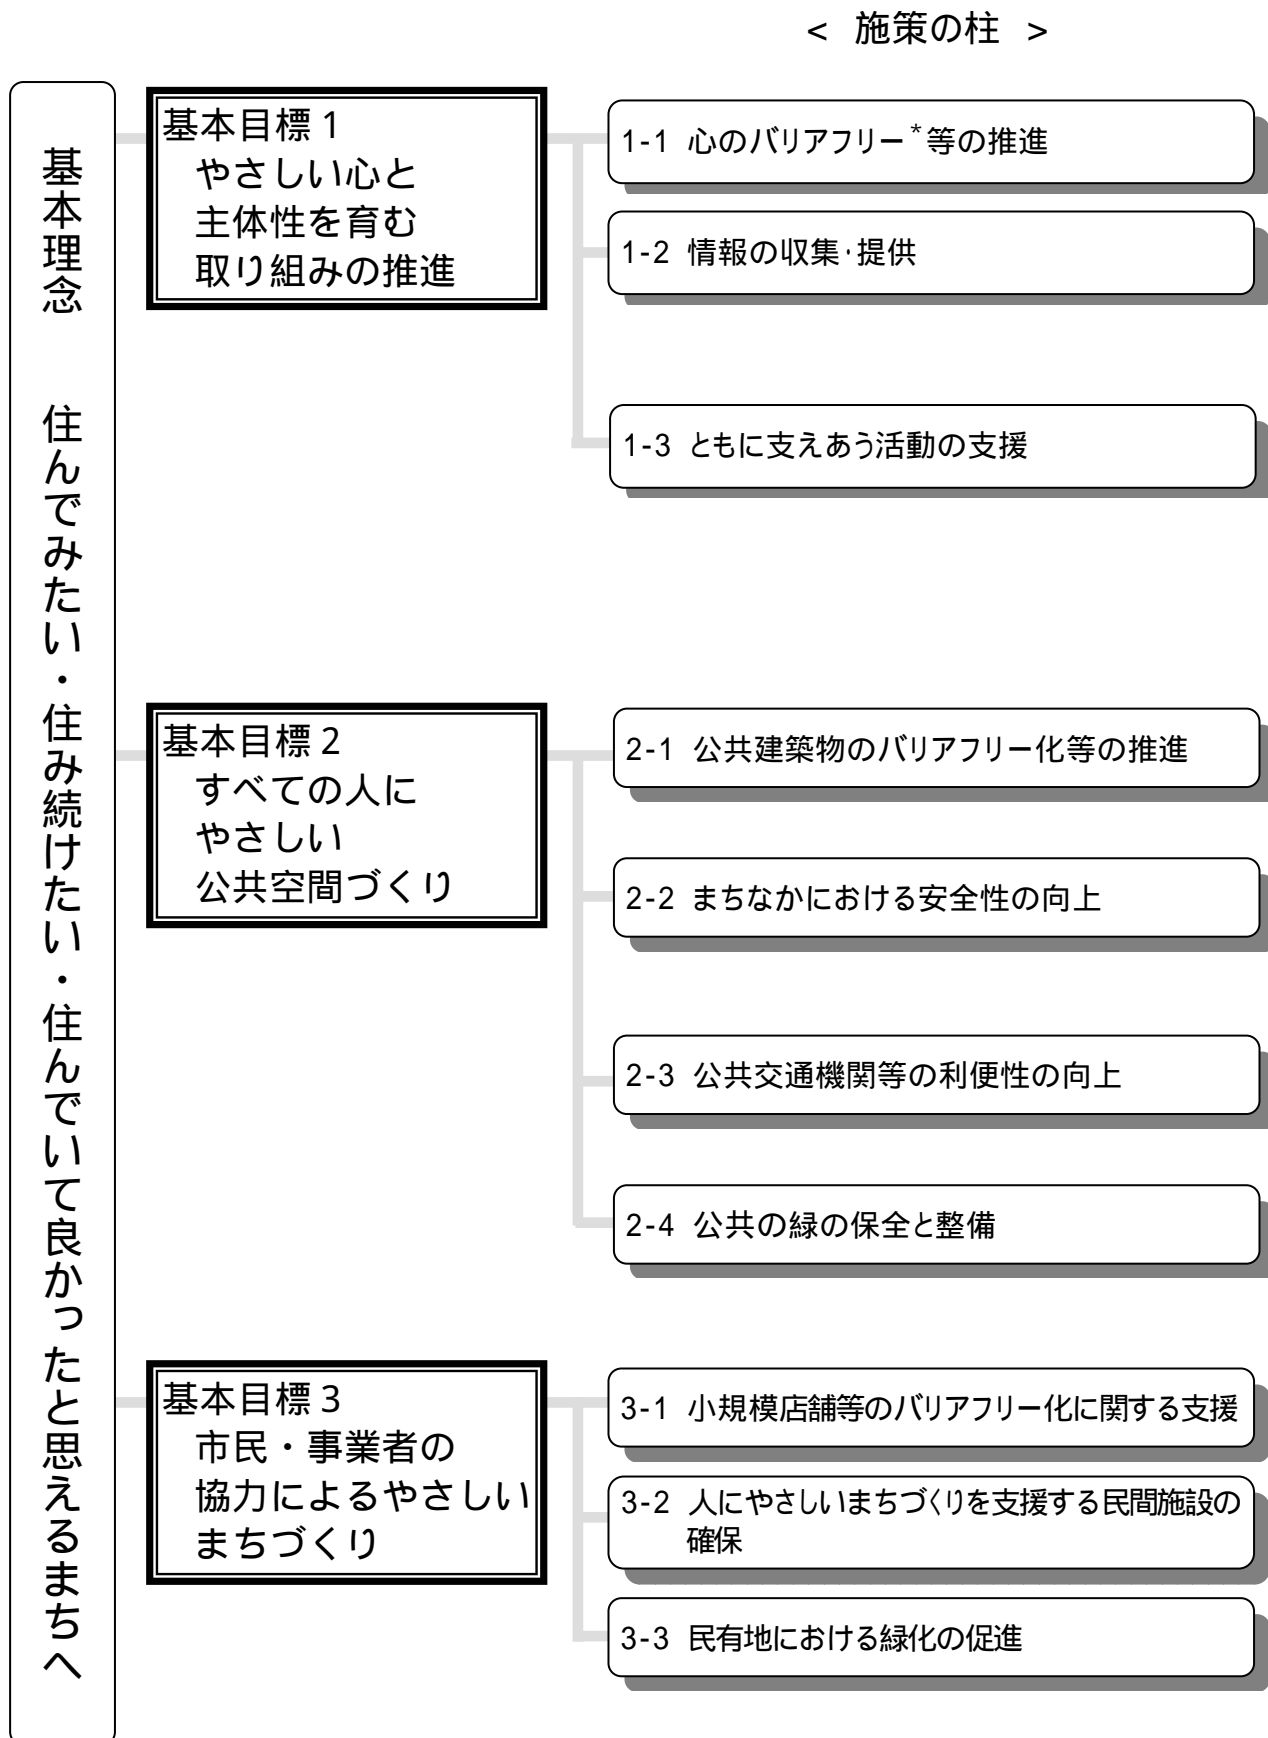 < 施策の柱 >
基本理念　住んでみたい・住み続けたい・住んでいて良かったと思えるまちへ
基本目標1
やさしい心と
主体性を育む
取り組みの推進
1-1 心のバリアフリー*等の推進
1-2 情報の収集・提供
1-3 ともに支えあう活動の支援
基本目標2
すべての人に
やさしい
公共空間づくり
2-1 公共建築物のバリアフリー化等の推進
2-2 まちなかにおける安全性の向上
2-3 公共交通機関等の利便性の向上
2-4 公共の緑の保全と整備
基本目標3
市民・事業者の
協力によるやさしい
まちづくり
3-1 小規模店舗等のバリアフリー化に関する支援
3-2 人にやさしいまちづくりを支援する民間施設の
確保
3-3 民有地における緑化の促進